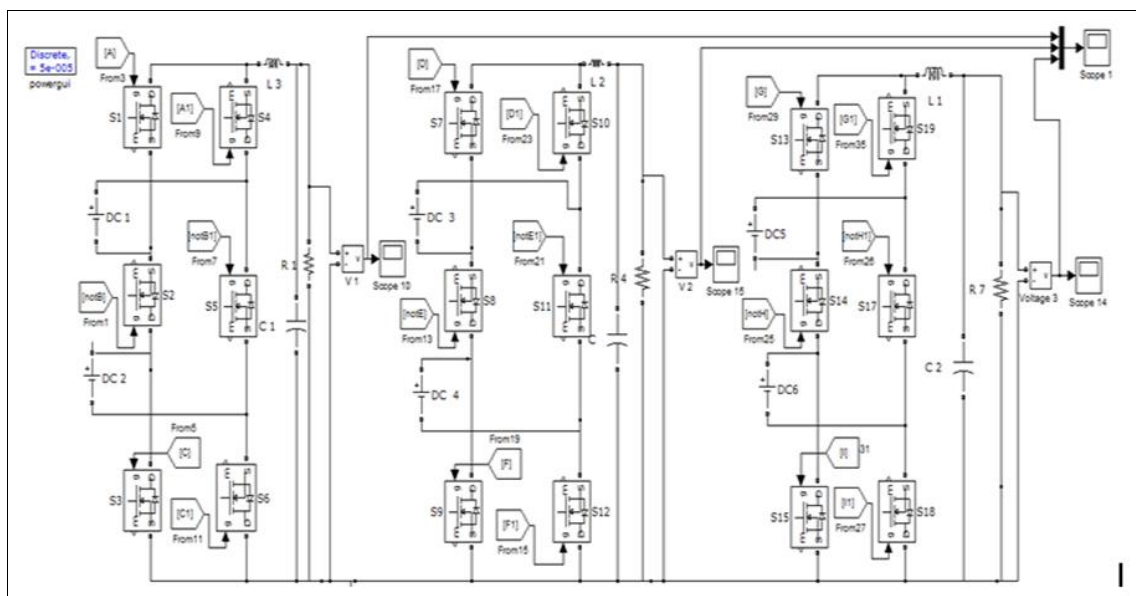 Discrete,
= 5e-005
powergui
[A]
From3
S1
[A1]
From9
S4
L 3
DC 1
[notB1]
From7
[notB]
From1
S2
S5
R 1
C 1
DC 2
From5
[C]
S3
[C1]
From11
S6
+
-
v
V 1
Scope 10
[D]
From17
S7
[D1]
From23
S10
L 2
DC 3
[notE1]
From21
[notE]
From13
S8
S11
R 4
C
DC 4
From19
[F]
S9
[F1]
From15
S12
+
-
v
V 2
Scope 15
[G]
From29
S13
[G1]
From35
S19
L 1
DC5
[notH1]
From26
[notH]
From25
S14
S17
R 7
C 2
DC6
[I]
31
S15
[I1]
From27
S18
+
-
v
Voltage 3
Scope 14
Scope 1